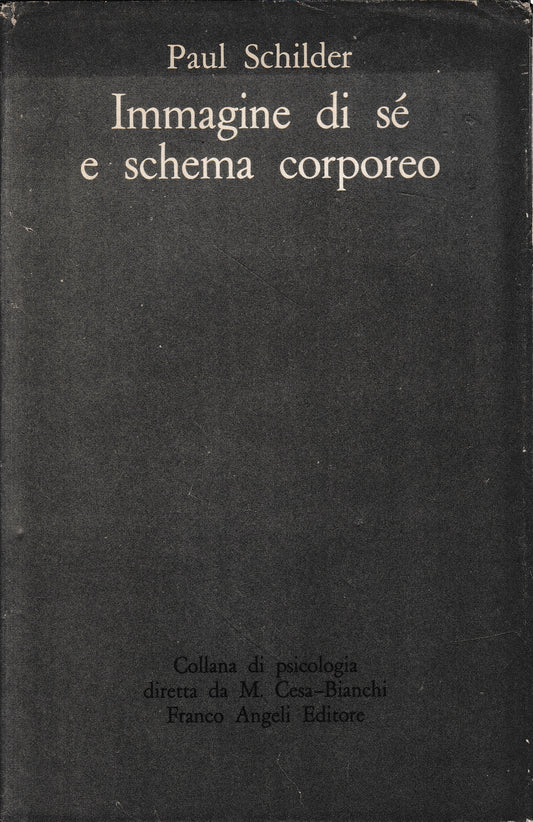 Paul Schilder
Immagine di sé
e schema corporeo
Collana di psicologia
diretta da M. Cesa-Bianchi
Franco Angeli Editore